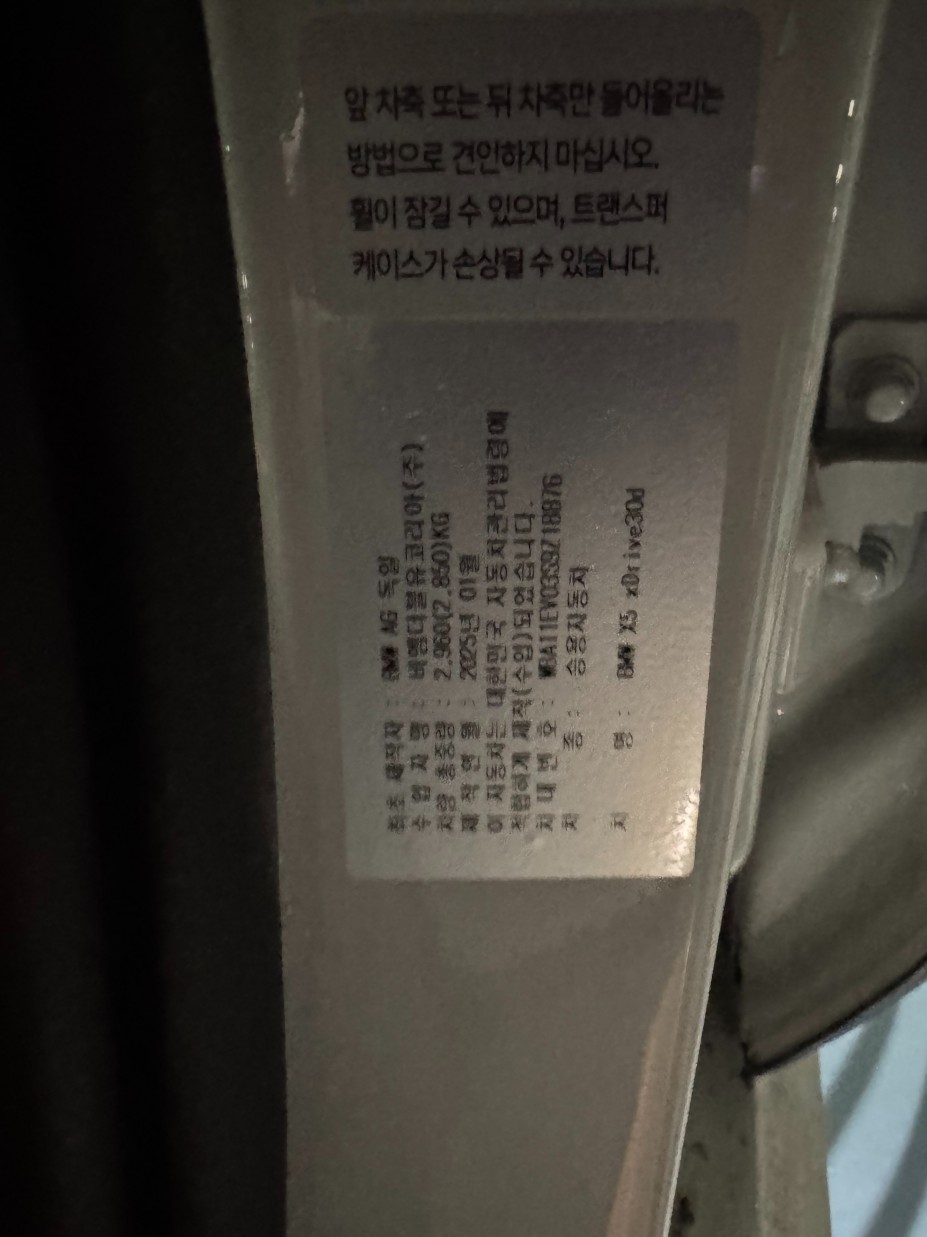 앞 차축 또는 뒤 차축만 들어올리는
방법으로 견인하지 마십시오.
휠이 잠길 수 있으며, 트랜스퍼
케이스가 손상될 수 있습니다.
최초 제작자 : BMW AG 독일
수 입 자 명 : 비엠더블유코리아(주)
차량 총중량 : 2,960(2,860)KG
제 작 연 월 : 2025년 01월
이 자동차는 대한민국 자동차관리법령에
적합하게 제작(수입)되었습니다.
차 대 번 호 :
차 종 : 승용자동차
차 명 : BMW X5 xDrive30d